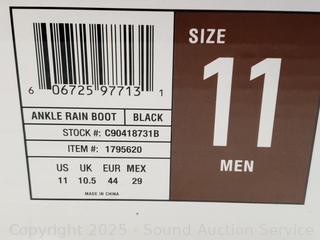 6 06725 97713 1
ANKLE RAIN BOOT BLACK
STOCK #: C90418731B
ITEM #: 1795620
US UK EUR MEX
11 10.5 44 29
MADE IN CHINA
SIZE
11
MEN
Copyright 2025 - Sound Auction Service